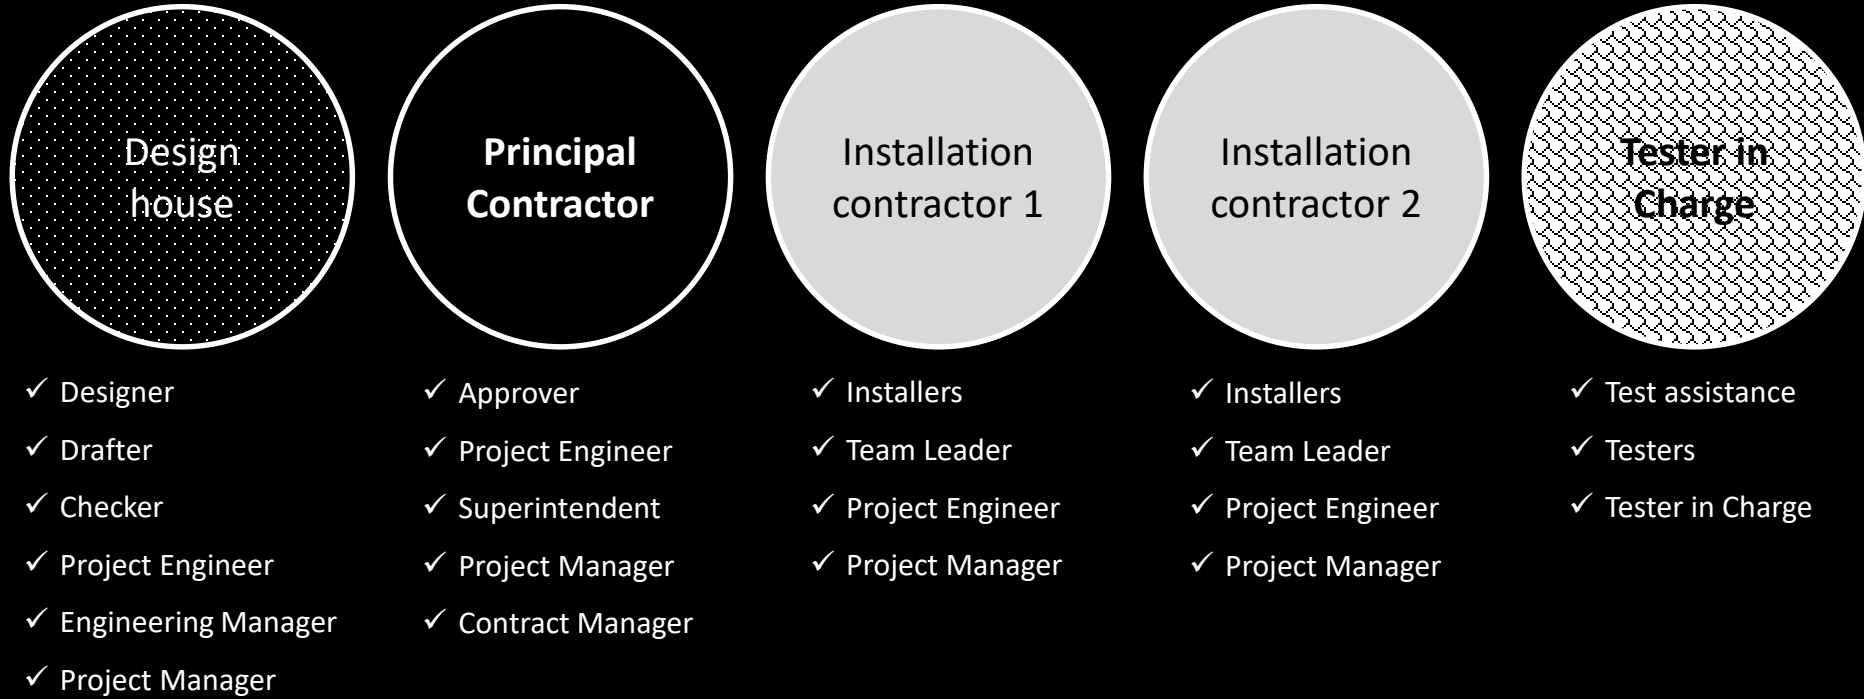 Design
house
Principal
Contractor
Installation
contractor 1
Installation
contractor 2
Tester in
Charge
✓ Designer
✓ Drafter
✓ Checker
✓ Project Engineer
✓ Engineering Manager
✓ Project Manager
✓ Approver
✓ Project Engineer
✓ Superintendent
✓ Project Manager
✓ Contract Manager
✓ Installers
✓ Team Leader
✓ Project Engineer
✓ Project Manager
✓ Installers
✓ Team Leader
✓ Project Engineer
✓ Project Manager
✓ Test assistance
✓ Testers
✓ Tester in Charge